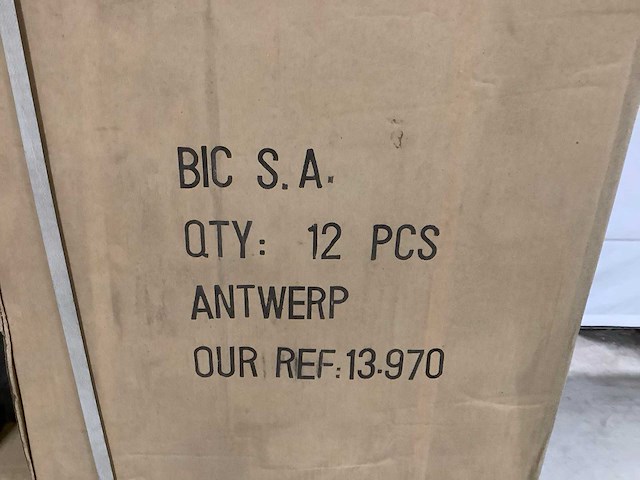 BIC S.A.
QTY: 12 PCS
ANTWERP
OUR REF:13.970